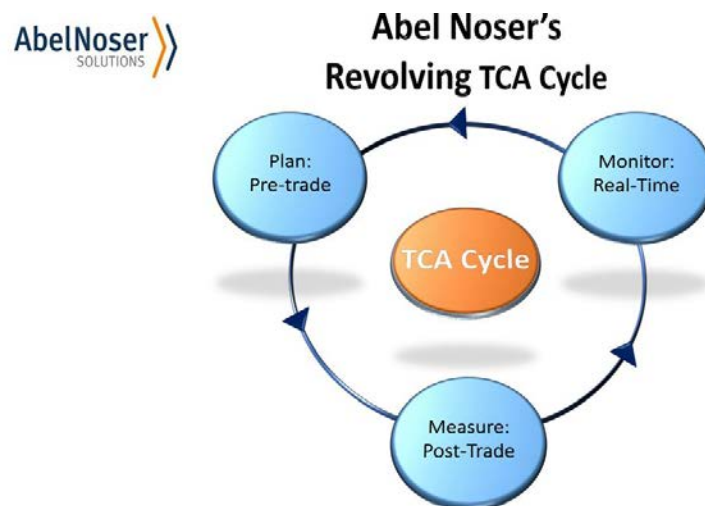 AbelNoser
SOLUTIONS
Abel Noser's
Revolving TCA Cycle
Plan:
Pre-trade
Monitor:
Real-Time
TCA Cycle
Measure:
Post-Trade